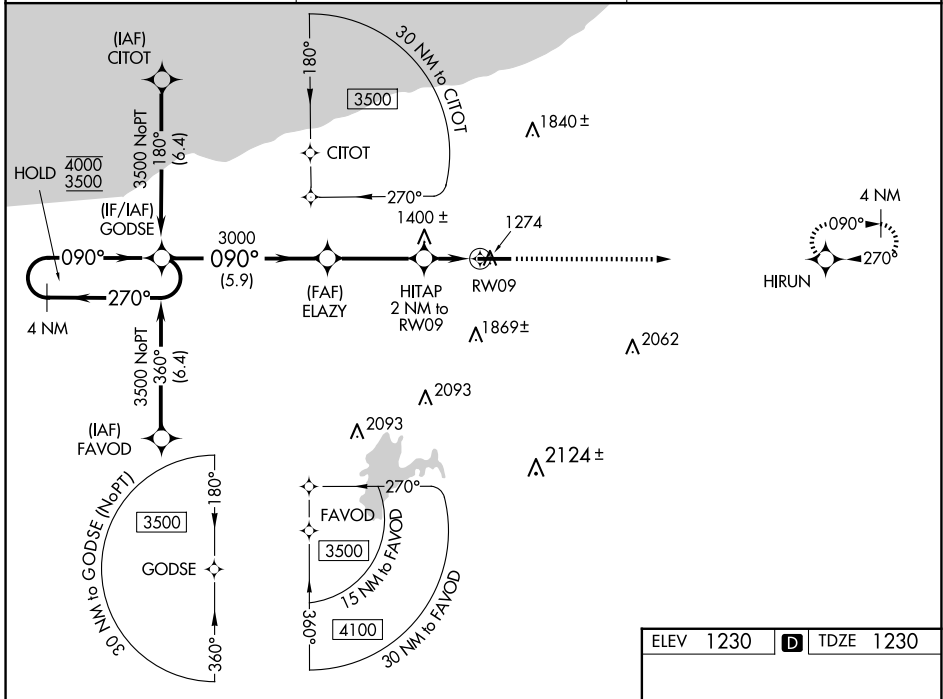 (IAF)
CITOT
3500 NoPT
180°
(6.4)
HOLD
4000
3500
(IF/IAF)
GODSE
090°
270°
4 NM
3000
090°
(5.9)
(FAF)
ELAZY
1400 ±
HITAP
2 NM to
RW09
1274
RW09
30 NM to CITOT
180°
3500
CITOT
270°
1840 ±
4 NM
090°
270°
HIRUN
1869 ±
2062
2093
2093
2124 ±
3500 NoPT
360°
(6.4)
(IAF)
FAVOD
30 NM to GODSE (NoPT)
180°
3500
GODSE
360°
270°
FAVOD
3500
15 NM to FAVOD
4100
30 NM to FAVOD
360°
ELEV 1230 D TDZE 1230